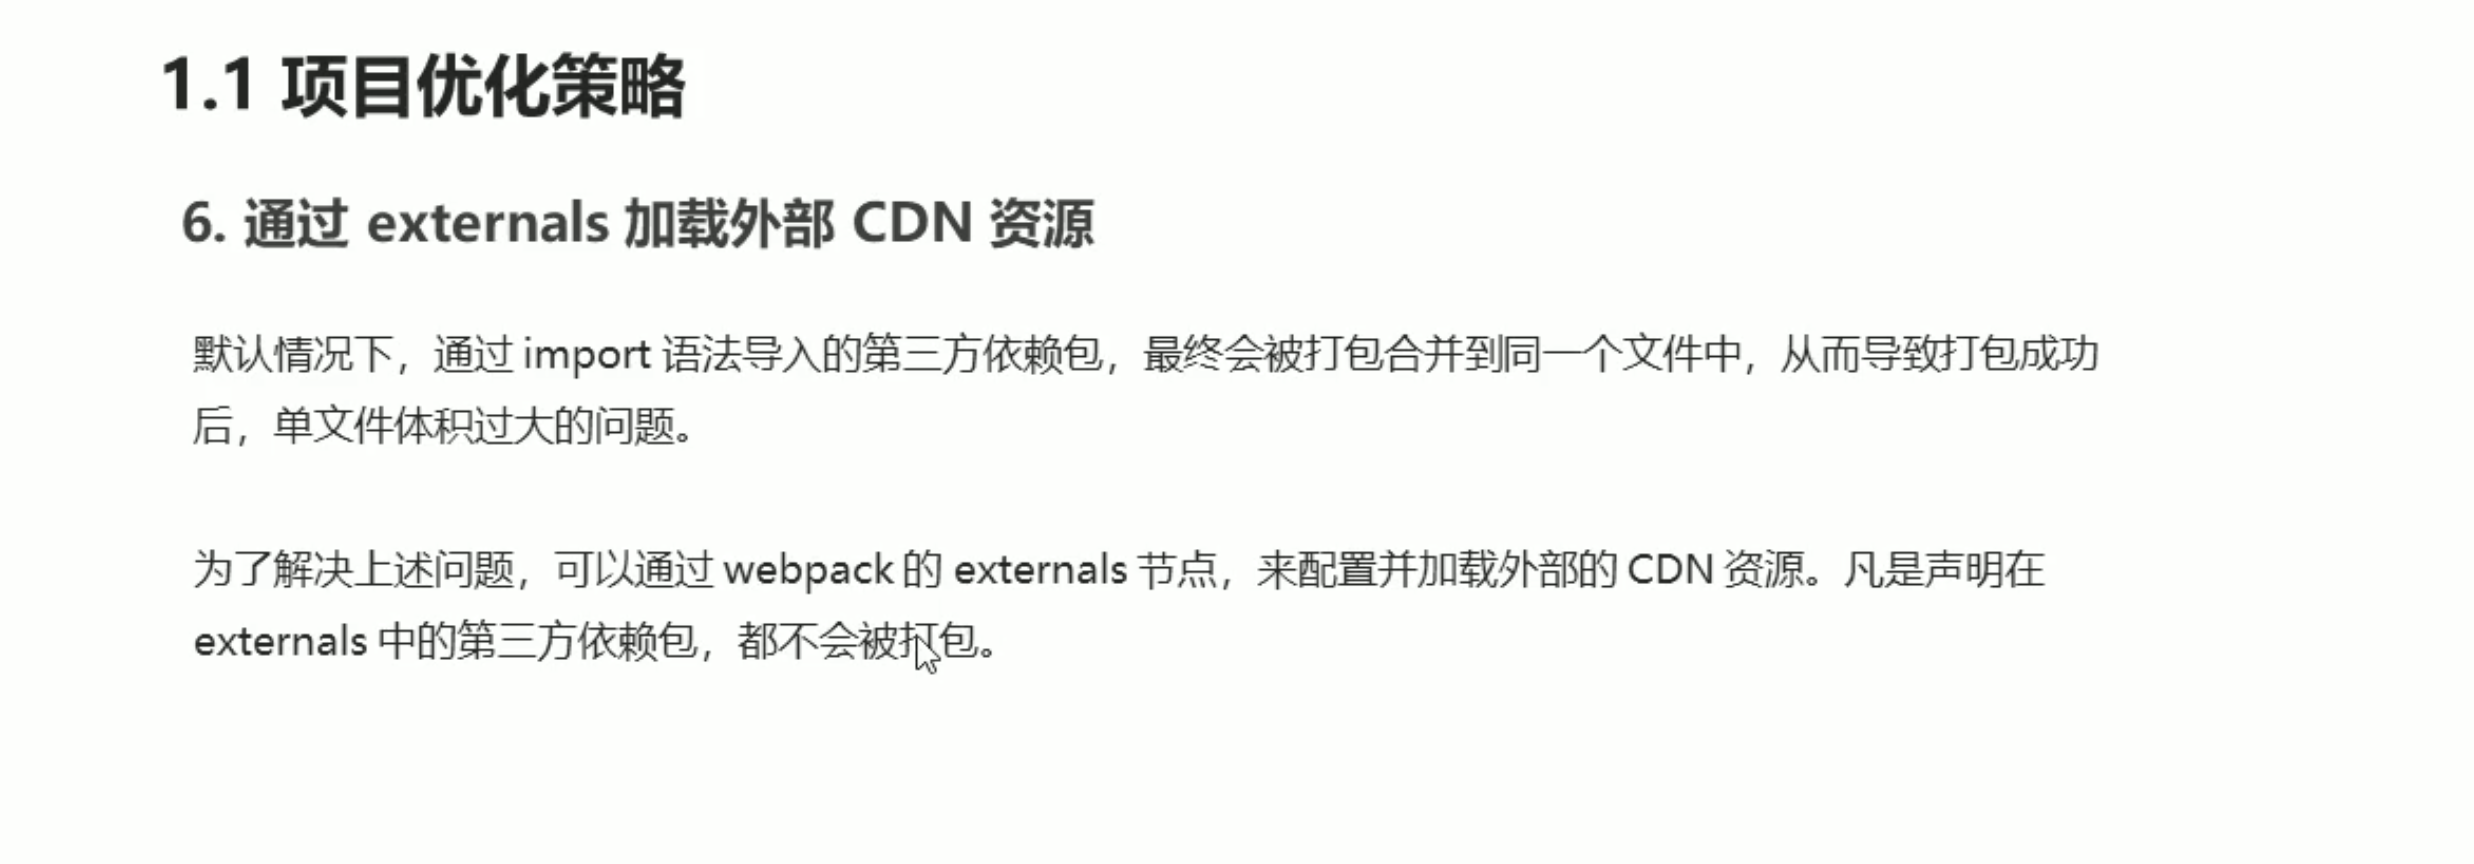 1.1 项目优化策略
6. 通过 externals 加载外部 CDN 资源
默认情况下，通过 import 语法导入的第三方依赖包，最终会被打包合并到同一个文件中，从而导致打包成功
后，单文件体积过大的问题。
为了解决上述问题，可以通过 webpack 的 externals 节点，来配置并加载外部的 CDN 资源。凡是声明在
externals 中的第三方依赖包，都不会被打包。